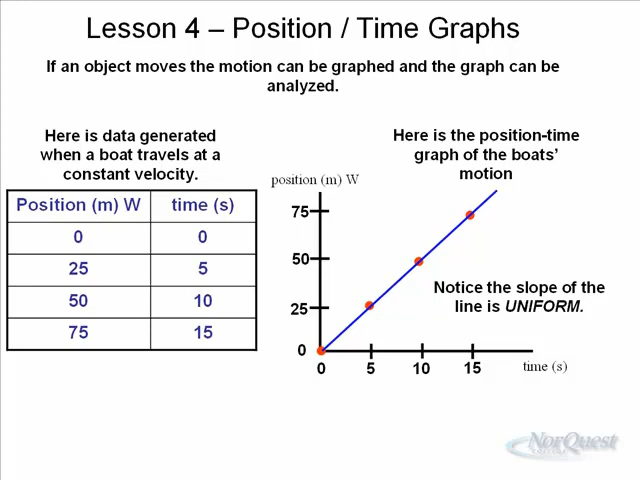 Lesson 4 – Position / Time Graphs
If an object moves the motion can be graphed and the graph can be
analyzed.
Here is data generated
when a boat travels at a
constant velocity.
Position (m) W time (s)
0 0
25 5
50 10
75 15
Here is the position-time
graph of the boats’
motion
position (m) W
75
50
25
0
0 5 10 15 time (s)
Notice the slope of the
line is UNIFORM.
NorQuest